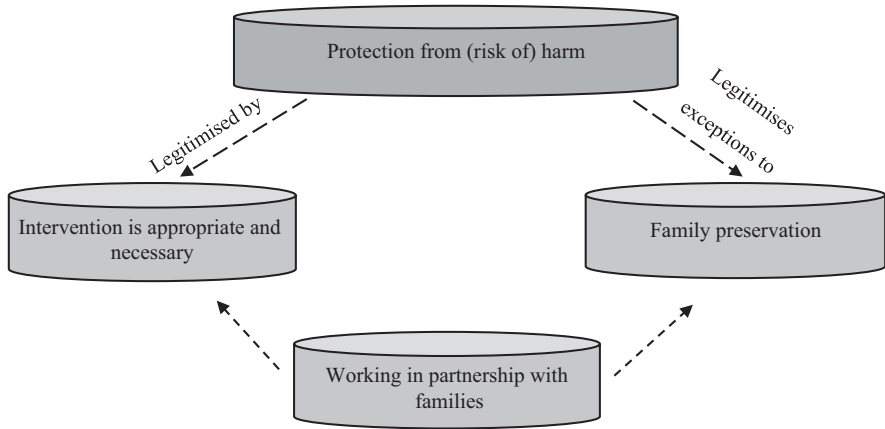 Protection from (risk of) harm
Legitimised by
Legitimises
exceptions to
Intervention is appropriate and
necessary
Family preservation
Working in partnership with
families